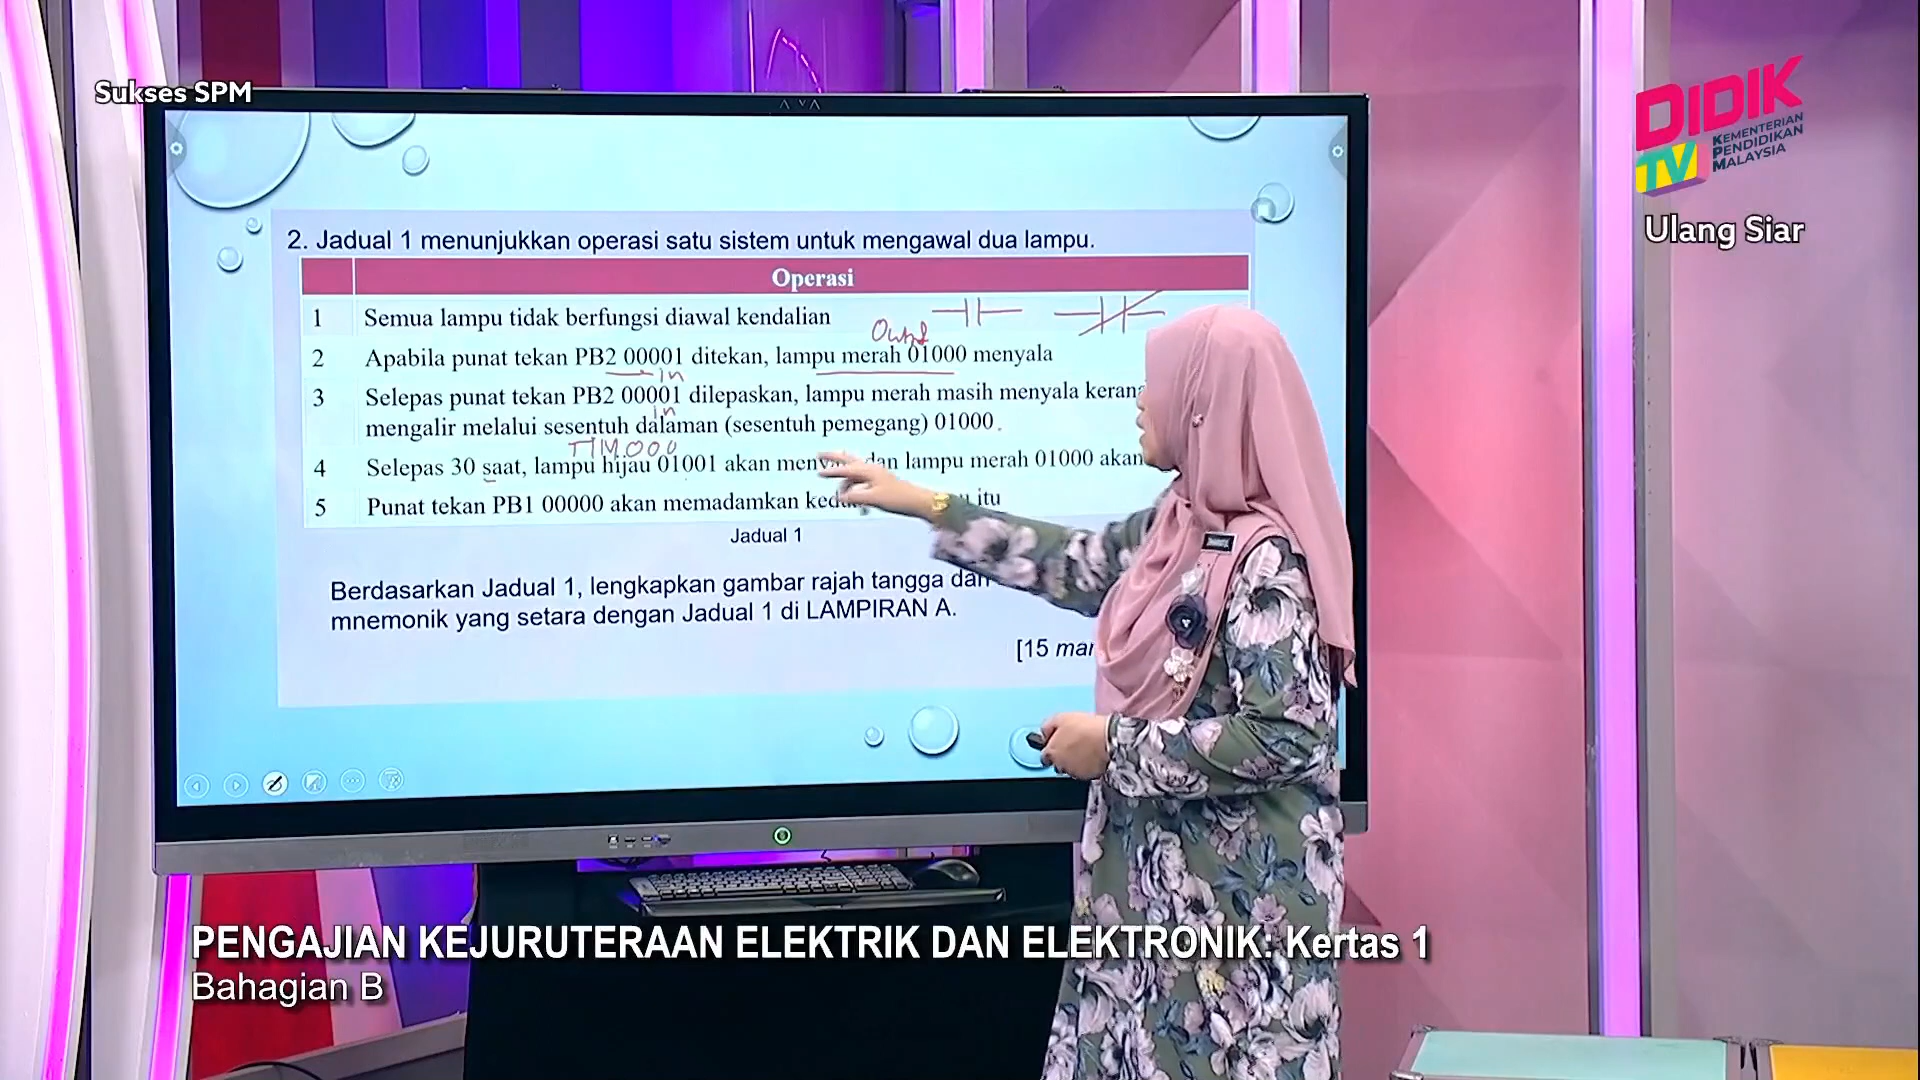 Sukses SPM
DIDIK
TV
KEMENTERIAN
PENDIDIKAN
MALAYSIA
Ulang Siar
2. Jadual 1 menunjukkan operasi satu sistem untuk mengawal dua lampu.
Operasi
1 Semua lampu tidak berfungsi diawal kendalian
2 Apabila punat tekan PB2 00001 ditekan, lampu merah 01000 menyala
in
3 Selepas punat tekan PB2 00001 dilepaskan, lampu merah masih menyala kerana
in
mengalir melalui sesentuh dalaman (sesentuh pemegang) 01000.
TIM000
4 Selepas 30 saat, lampu hijau 01001 akan dan lampu merah 01000 akan
5 Punat tekan PB1 00000 akan memadamkan itu
Jadual 1
Berdasarkan Jadual 1, lengkapkan gambar rajah tangga dan
mnemonik yang setara dengan Jadual 1 di LAMPIRAN A.
[15
PENGAJIAN KEJURUTERAAN ELEKTRIK DAN ELEKTRONIK: Kertas 1
Bahagian B